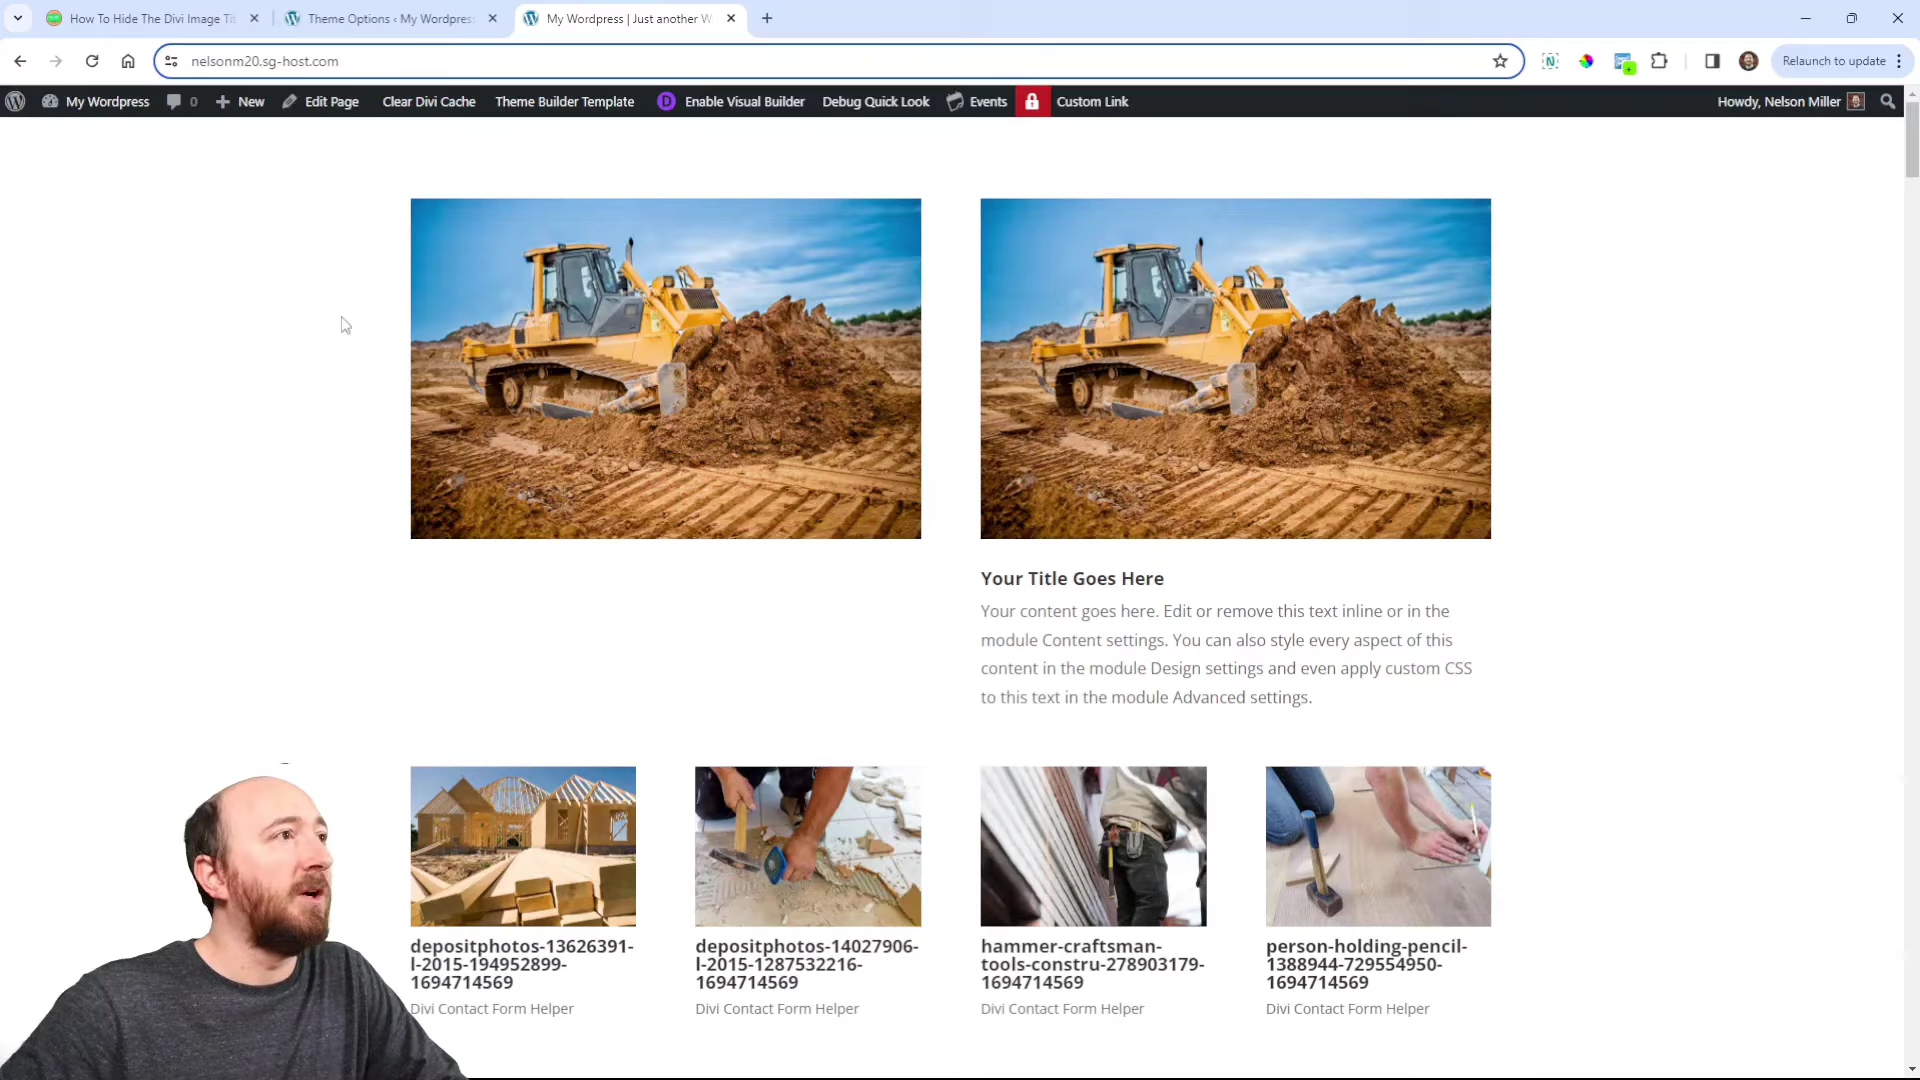 How To Hide The Divi Image Tit
Theme Options ‹ My Wordpress
My Wordpress | Just another W
nelsonm20.sg-host.com
Relaunch to update
My Wordpress
0
New
Edit Page
Clear Divi Cache
Theme Builder Template
D
Enable Visual Builder
Debug Quick Look
Events
Custom Link
Howdy, Nelson Miller
Your Title Goes Here
Your content goes here. Edit or remove this text inline or in the
module Content settings. You can also style every aspect of this
content in the module Design settings and even apply custom CSS
to this text in the module Advanced settings.
depositphotos-13626391-
l-2015-194952899-
1694714569
Divi Contact Form Helper
depositphotos-14027906-
l-2015-1287532216-
1694714569
Divi Contact Form Helper
hammer-craftsman-
tools-constru-278903179-
1694714569
Divi Contact Form Helper
person-holding-pencil-
1388944-729554950-
1694714569
Divi Contact Form Helper